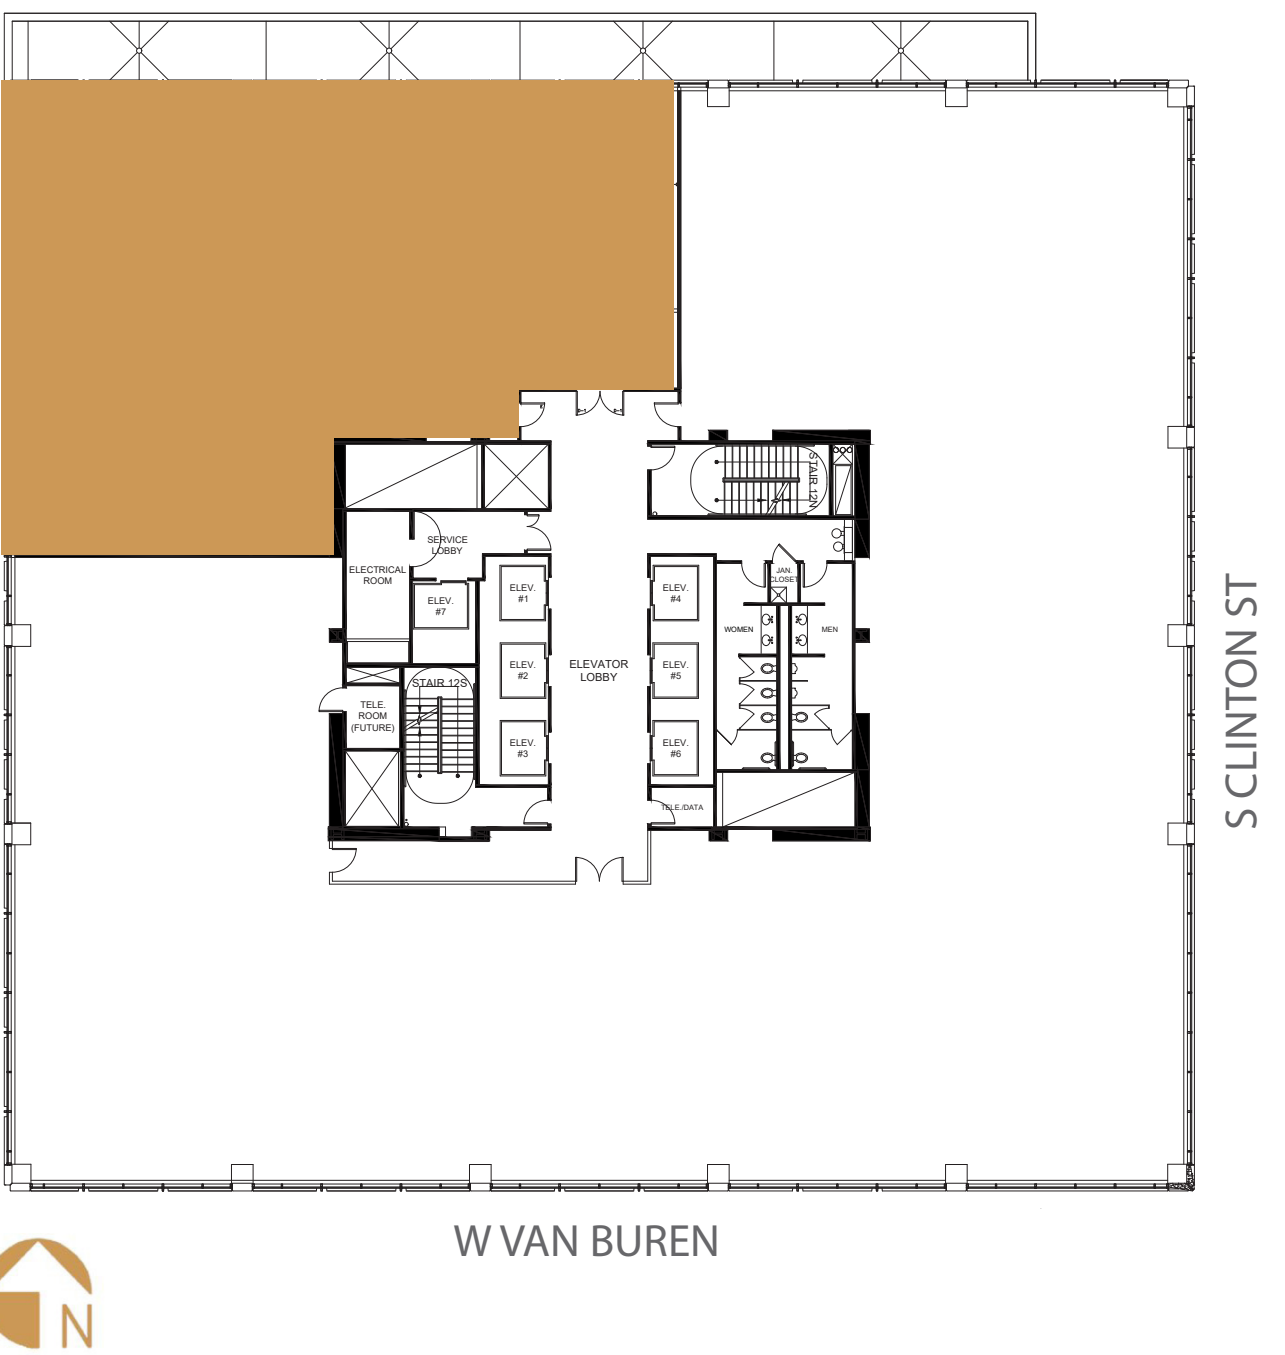 STAIR 12N
SERVICE
LOBBY
ELECTRICAL
ROOM
JAN.
CLOSET
ELEV.
#1
ELEV.
#4
ELEV.
#7
WOMEN
MEN
ELEVATOR
LOBBY
ELEV.
#2
ELEV.
#5
STAIR 12S
TELE.
ROOM
(FUTURE)
ELEV.
#3
ELEV.
#6
TELE./DATA
S CLINTON ST
W VAN BUREN
N